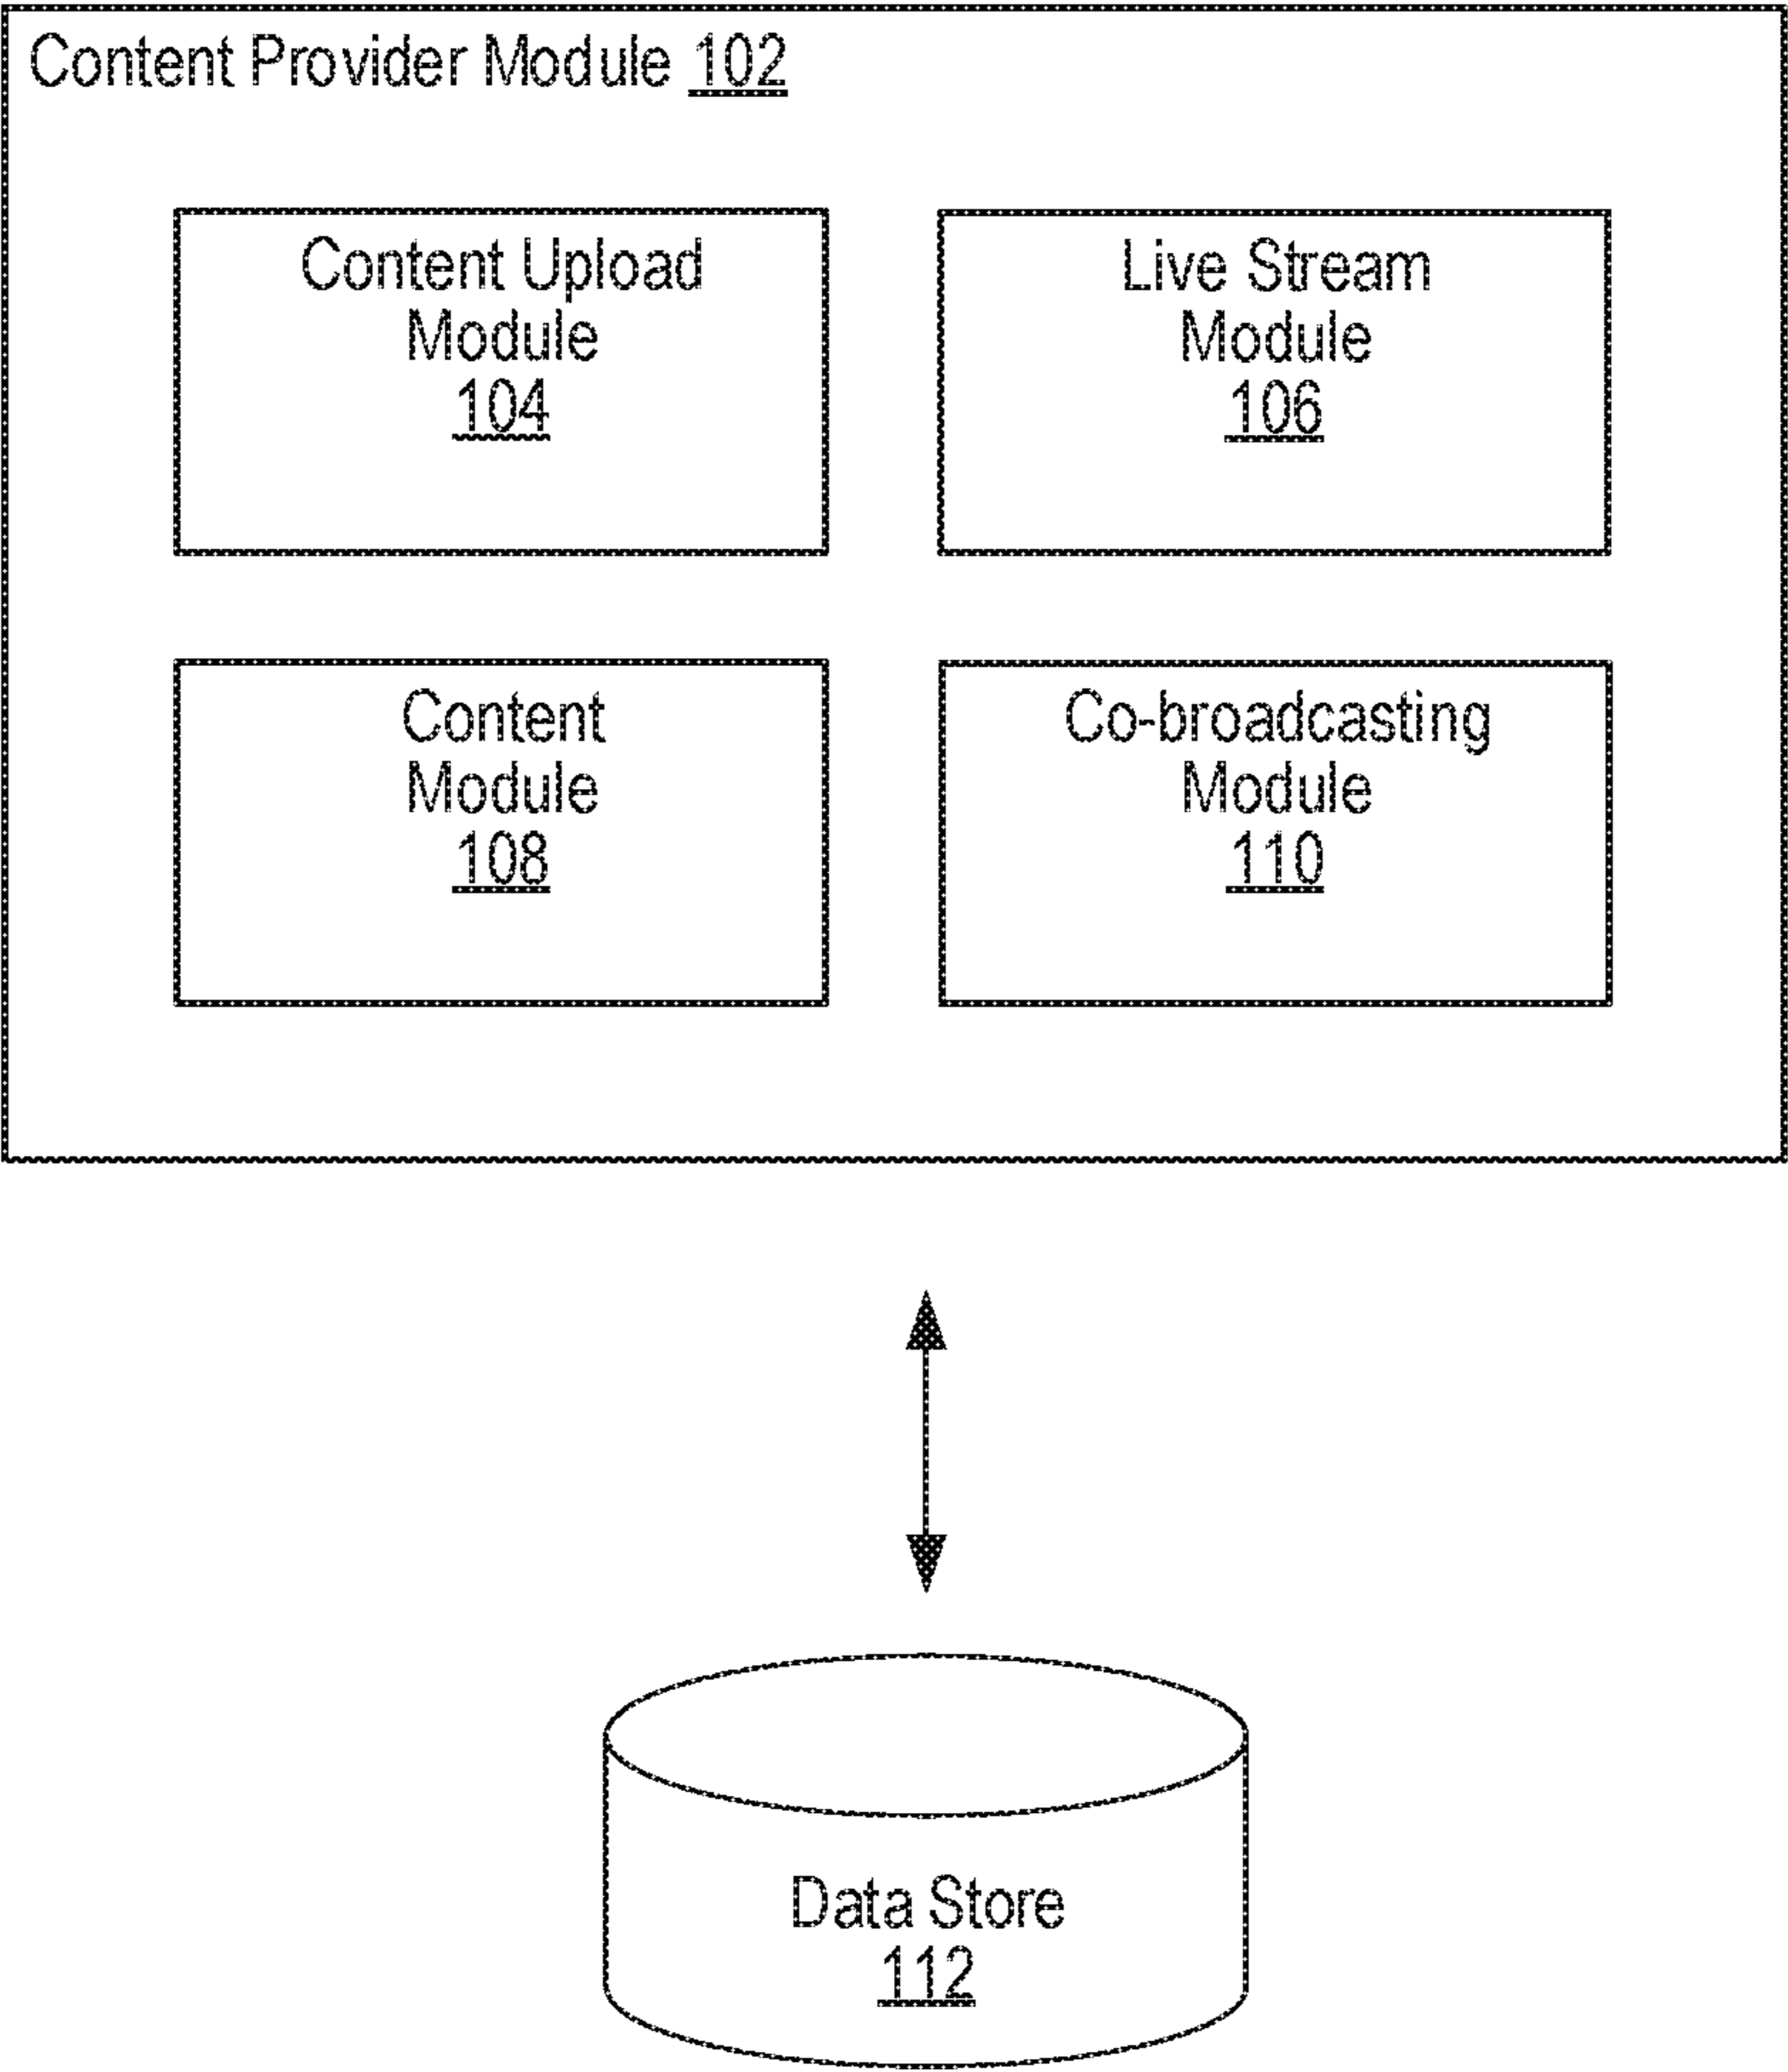 Content Provider Module 102
Content Upload
Module
104
Live Stream
Module
106
Content
Module
108
Co-broadcasting
Module
110
Data Store
112